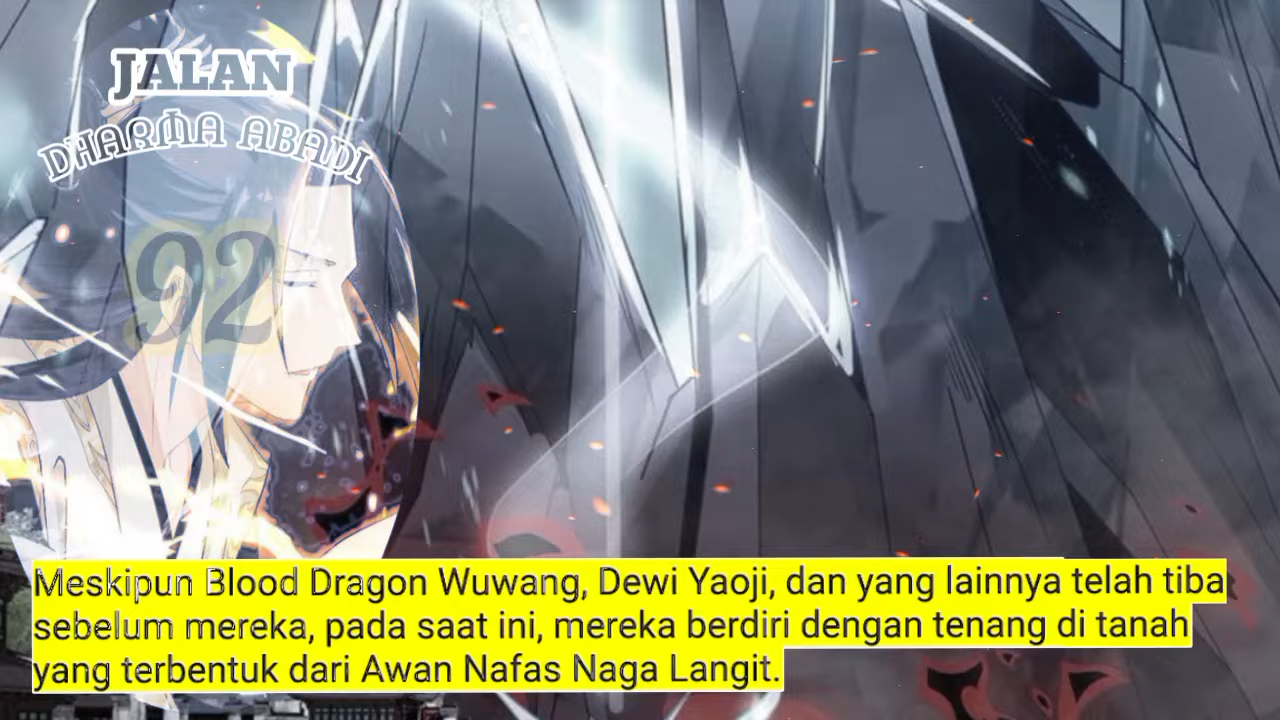 JALAN
DHARMA ABADI
92
Meskipun Blood Dragon Wuwang, Dewi Yaoji, dan yang lainnya telah tiba
sebelum mereka, pada saat ini, mereka berdiri dengan tenang di tanah
yang terbentuk dari Awan Nafas Naga Langit.